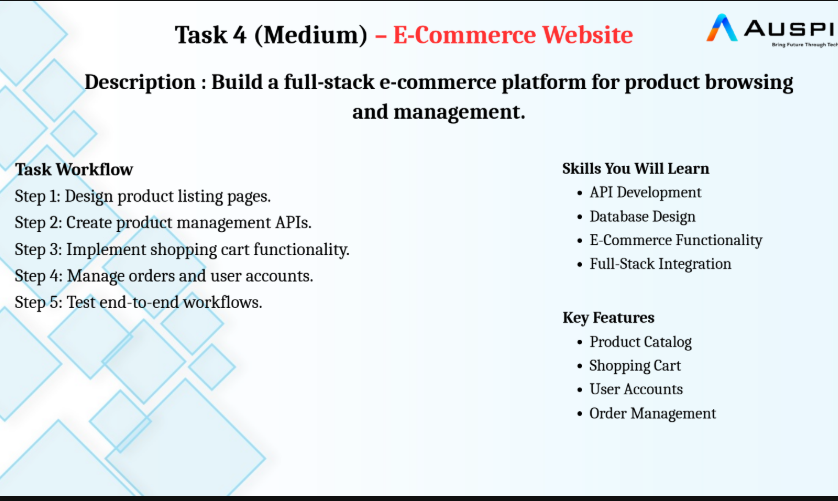 Task 4 (Medium) – E-Commerce Website
Description : Build a full-stack e-commerce platform for product browsing
and management.
Task Workflow
Step 1: Design product listing pages.
Step 2: Create product management APIs.
Step 3: Implement shopping cart functionality.
Step 4: Manage orders and user accounts.
Step 5: Test end-to-end workflows.
AUSPI
Bring Future Through Tec
Skills You Will Learn
• API Development
• Database Design
• E-Commerce Functionality
• Full-Stack Integration
Key Features
• Product Catalog
• Shopping Cart
• User Accounts
• Order Management